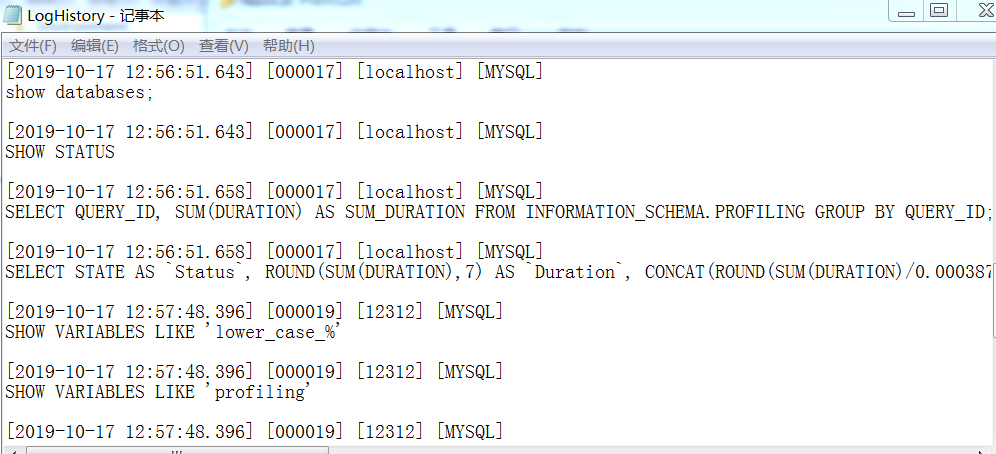 LogHistory - 记事本
文件(F) 编辑(E) 格式(O) 查看(V) 帮助(H)
[2019-10-17 12:56:51.643] [000017] [localhost] [MYSQL]
show databases;
[2019-10-17 12:56:51.643] [000017] [localhost] [MYSQL]
SHOW STATUS
[2019-10-17 12:56:51.658] [000017] [localhost] [MYSQL]
SELECT QUERY_ID, SUM(DURATION) AS SUM_DURATION FROM INFORMATION_SCHEMA.PROFILING GROUP BY QUERY_ID;
[2019-10-17 12:56:51.658] [000017] [localhost] [MYSQL]
SELECT STATE AS `Status`, ROUND(SUM(DURATION),7) AS `Duration`, CONCAT(ROUND(SUM(DURATION)/0.000387
[2019-10-17 12:57:48.396] [000019] [12312] [MYSQL]
SHOW VARIABLES LIKE 'lower_case_%'
[2019-10-17 12:57:48.396] [000019] [12312] [MYSQL]
SHOW VARIABLES LIKE 'profiling'
[2019-10-17 12:57:48.396] [000019] [12312] [MYSQL]